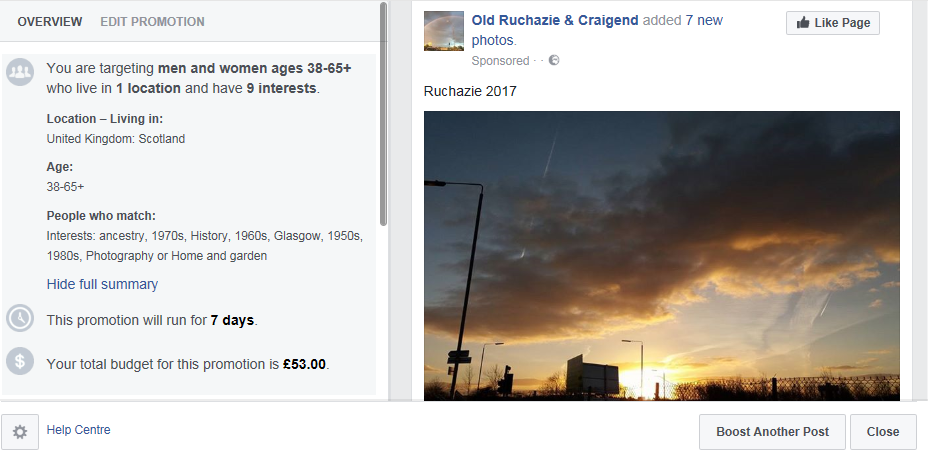 OVERVIEW EDIT PROMOTION
You are targeting men and women ages 38-65+
who live in 1 location and have 9 interests.
Location – Living in:
United Kingdom: Scotland
Age:
38-65+
People who match:
Interests: ancestry, 1970s, History, 1960s, Glasgow, 1950s,
1980s, Photography or Home and garden
Hide full summary
This promotion will run for 7 days.
$ Your total budget for this promotion is £53.00.
Help Centre
Old Ruchazie & Craigend added 7 new
photos.
Like Page
Sponsored · ·
Ruchazie 2017
Boost Another Post
Close